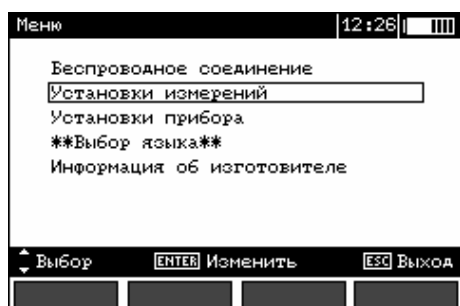 Меню 12:26
Беспроводное соединение
Установки измерений
Установки прибора
**Выбор языка**
Информация об изготовителе
Выбор ENTER Изменить ESC Выход